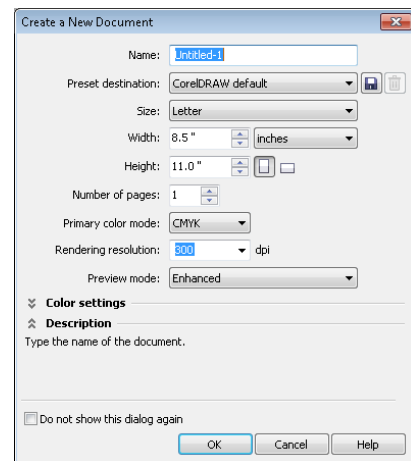 Create a New Document
Name: Untitled-1
Preset destination: CorelDRAW default
Size: Letter
Width: 8.5 " inches
Height: 11.0 "
Number of pages: 1
Primary color mode: CMYK
Rendering resolution: 300 dpi
Preview mode: Enhanced
Color settings
Description
Type the name of the document.
Do not show this dialog again
OK Cancel Help